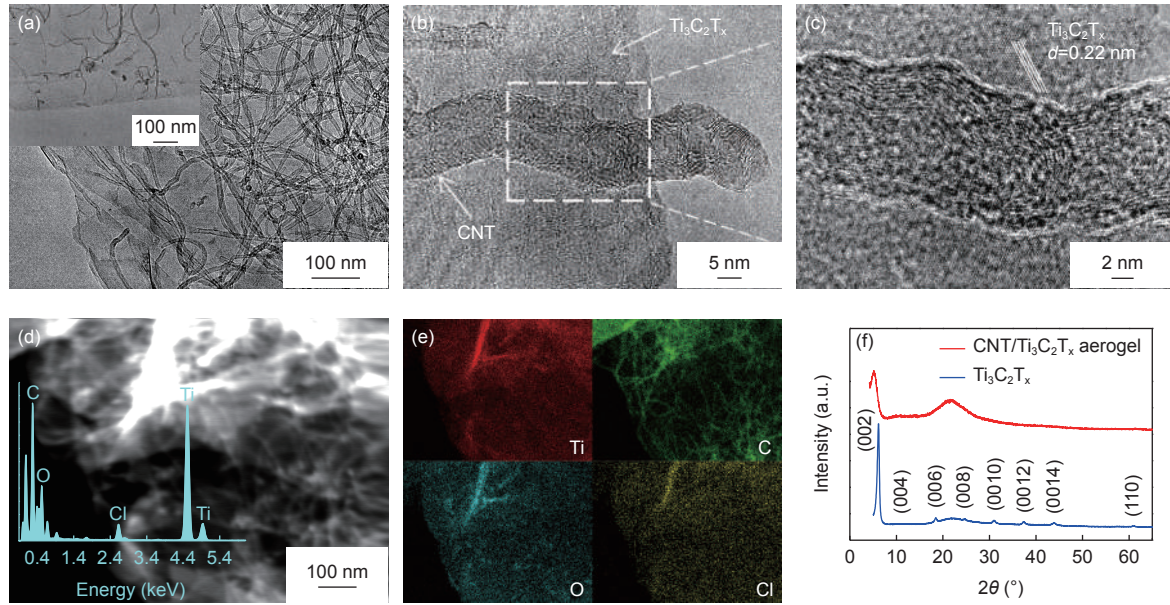 (a)
100 nm
100 nm
(b)
Ti₃C₂Tₓ
CNT
5 nm
(c)
Ti₃C₂Tₓ
d=0.22 nm
2 nm
(d)
C
O
Cl
Ti
Ti
0.4 1.4 2.4 3.4 4.6 5.4
Energy (keV)
100 nm
(e)
Ti
C
O
Cl
(f)
CNT/Ti₃C₂Tₓ aerogel
Ti₃C₂Tₓ
Intensity (a.u.)
(002)
(004)
(006)
(008)
(0010)
(0012)
(0014)
(110)
0 10 20 30 40 50 60
2θ (°)